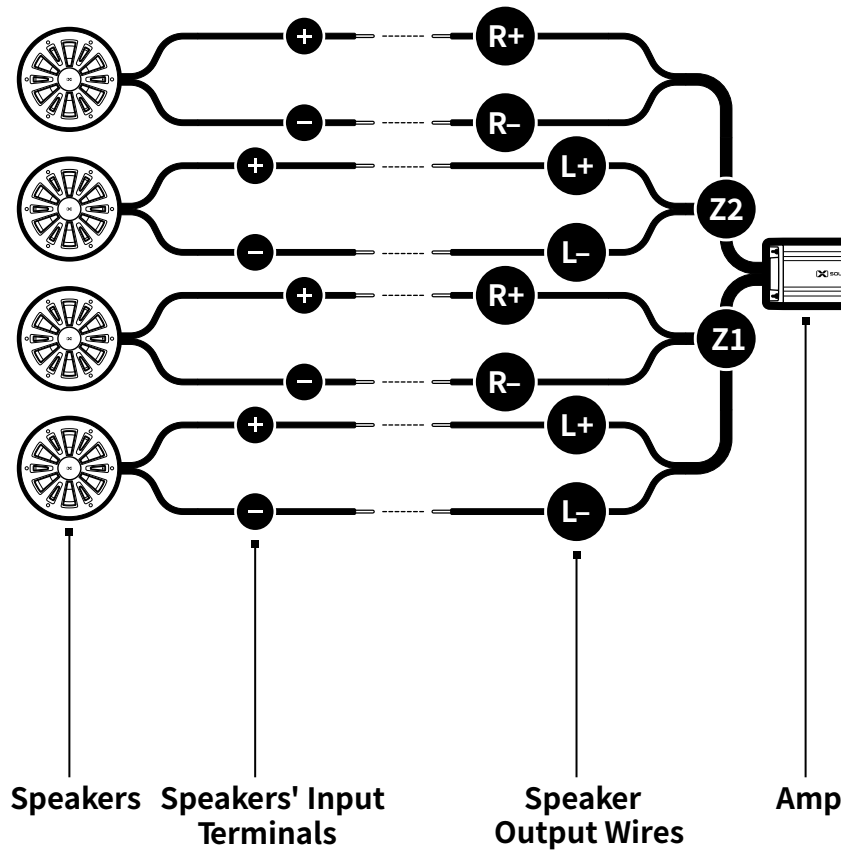 + R+
– R–
+ L+
– L–
Z2
+ R+
– R–
Z1
+ L+
– L–
Speakers
Speakers' Input
Terminals
Speaker
Output Wires
Amp